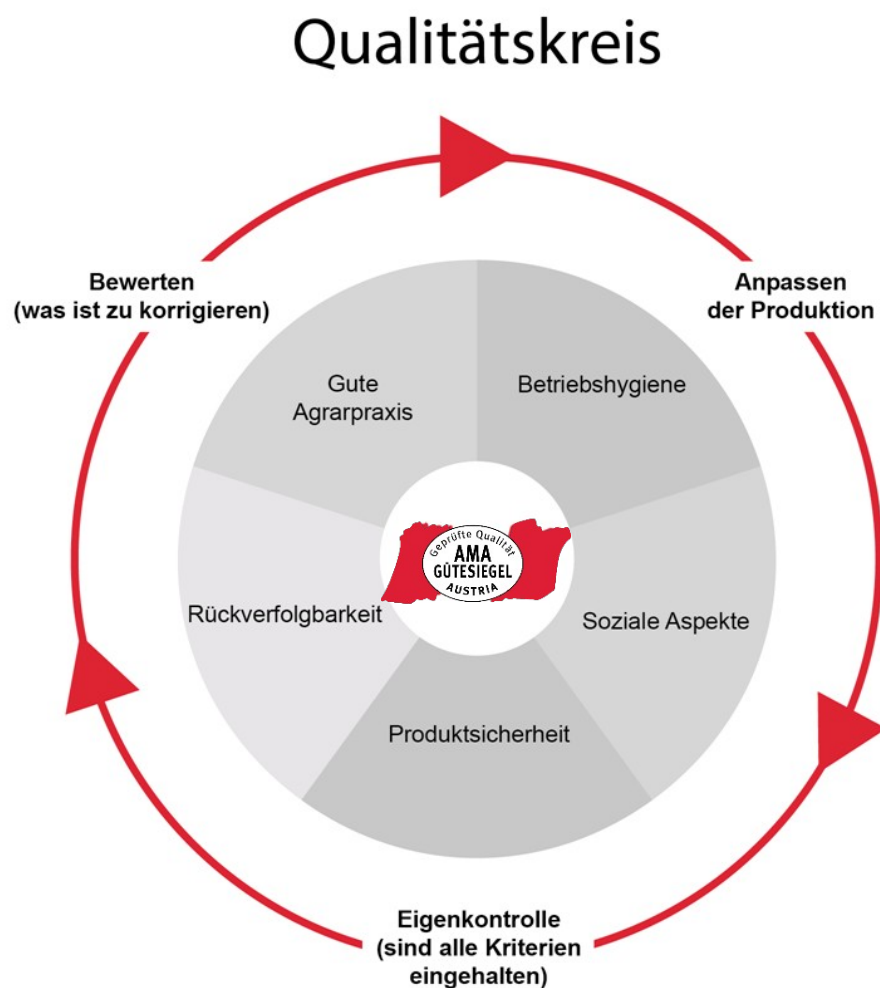 Qualitätskreis
Bewerten
(was ist zu korrigieren)
Anpassen
der Produktion
Gute
Agrarpraxis
Betriebshygiene
Geprüfte Qualität
AMA
GÜTESIEGEL
AUSTRIA
Rückverfolgbarkeit
Soziale Aspekte
Produktsicherheit
Eigenkontrolle
(sind alle Kriterien
eingehalten)